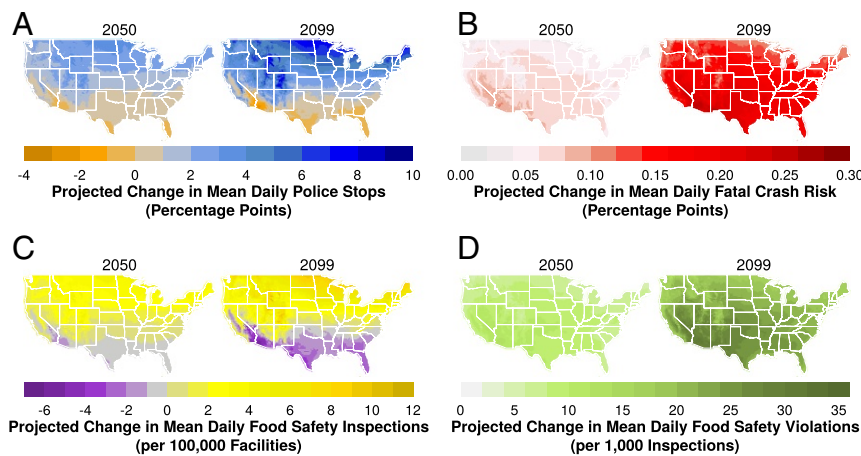 A
2050
2099
-4 -2 0 2 4 6 8 10
Projected Change in Mean Daily Police Stops
(Percentage Points)
B
2050
2099
0.00 0.05 0.10 0.15 0.20 0.25 0.30
Projected Change in Mean Daily Fatal Crash Risk
(Percentage Points)
C
2050
2099
-6 -4 -2 -0 2 4 6 8 10 12
Projected Change in Mean Daily Food Safety Inspections
(per 100,000 Facilities)
D
2050
2099
0 5 10 15 20 25 30 35
Projected Change in Mean Daily Food Safety Violations
(per 1,000 Inspections)